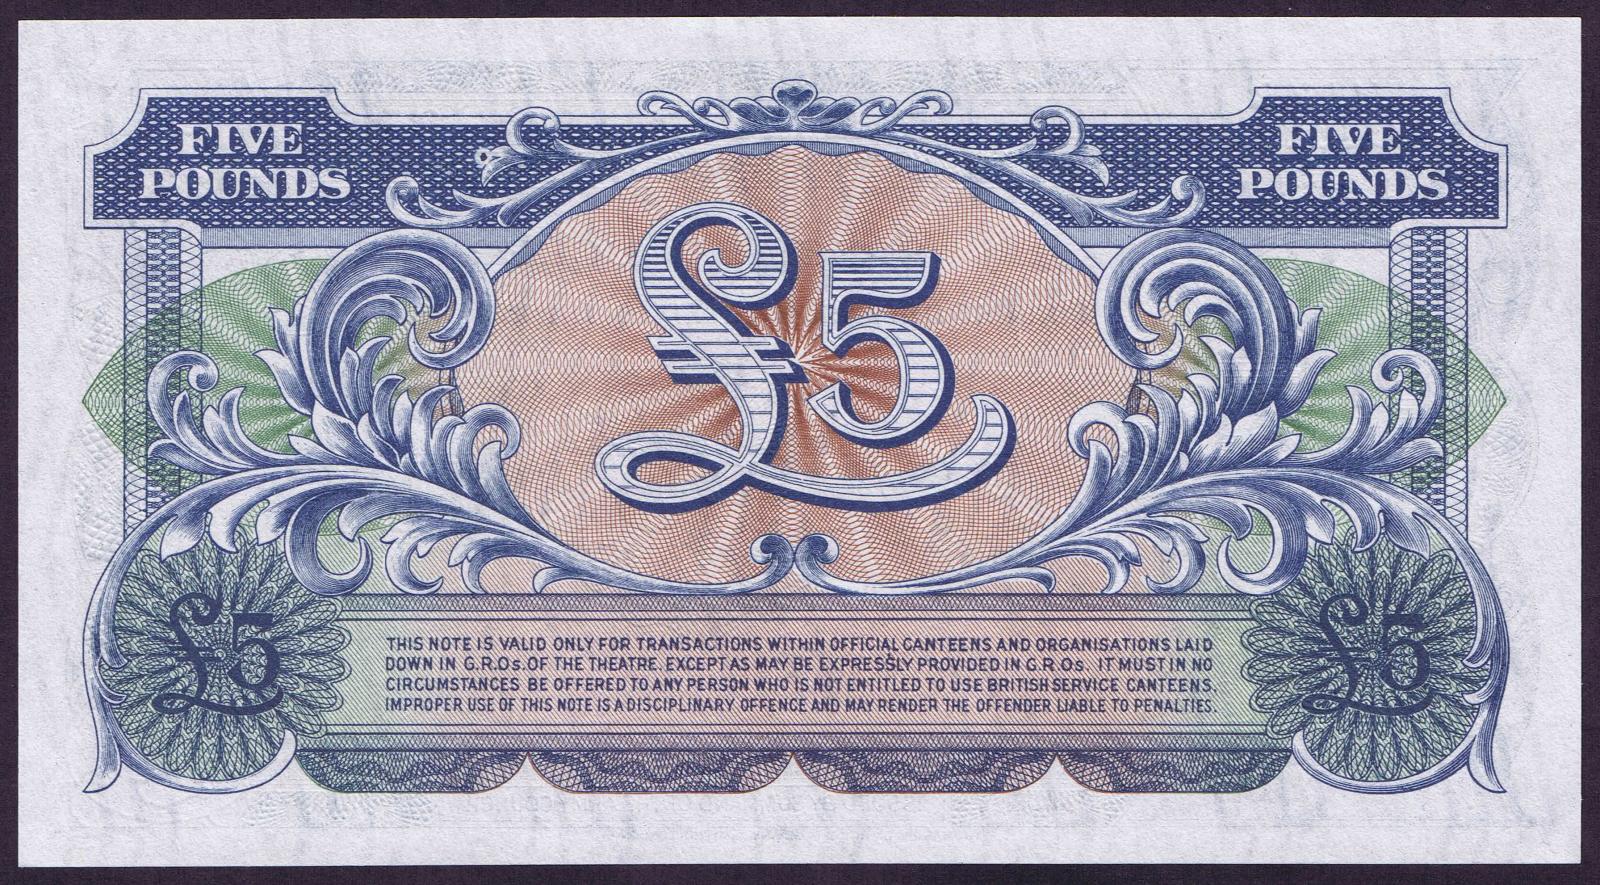 FIVE
POUNDS
FIVE
POUNDS
£5
THIS NOTE IS VALID ONLY FOR TRANSACTIONS WITHIN OFFICIAL CANTEENS AND ORGANISATIONS LAID
DOWN IN G.R.Os. OF THE THEATRE. EXCEPT AS MAY BE EXPRESSLY PROVIDED IN G.R.Os. IT MUST IN NO
CIRCUMSTANCES BE OFFERED TO ANY PERSON WHO IS NOT ENTITLED TO USE BRITISH SERVICE CANTEENS.
IMPROPER USE OF THIS NOTE IS A DISCIPLINARY OFFENCE AND MAY RENDER THE OFFENDER LIABLE TO PENALTIES.
£5
£5